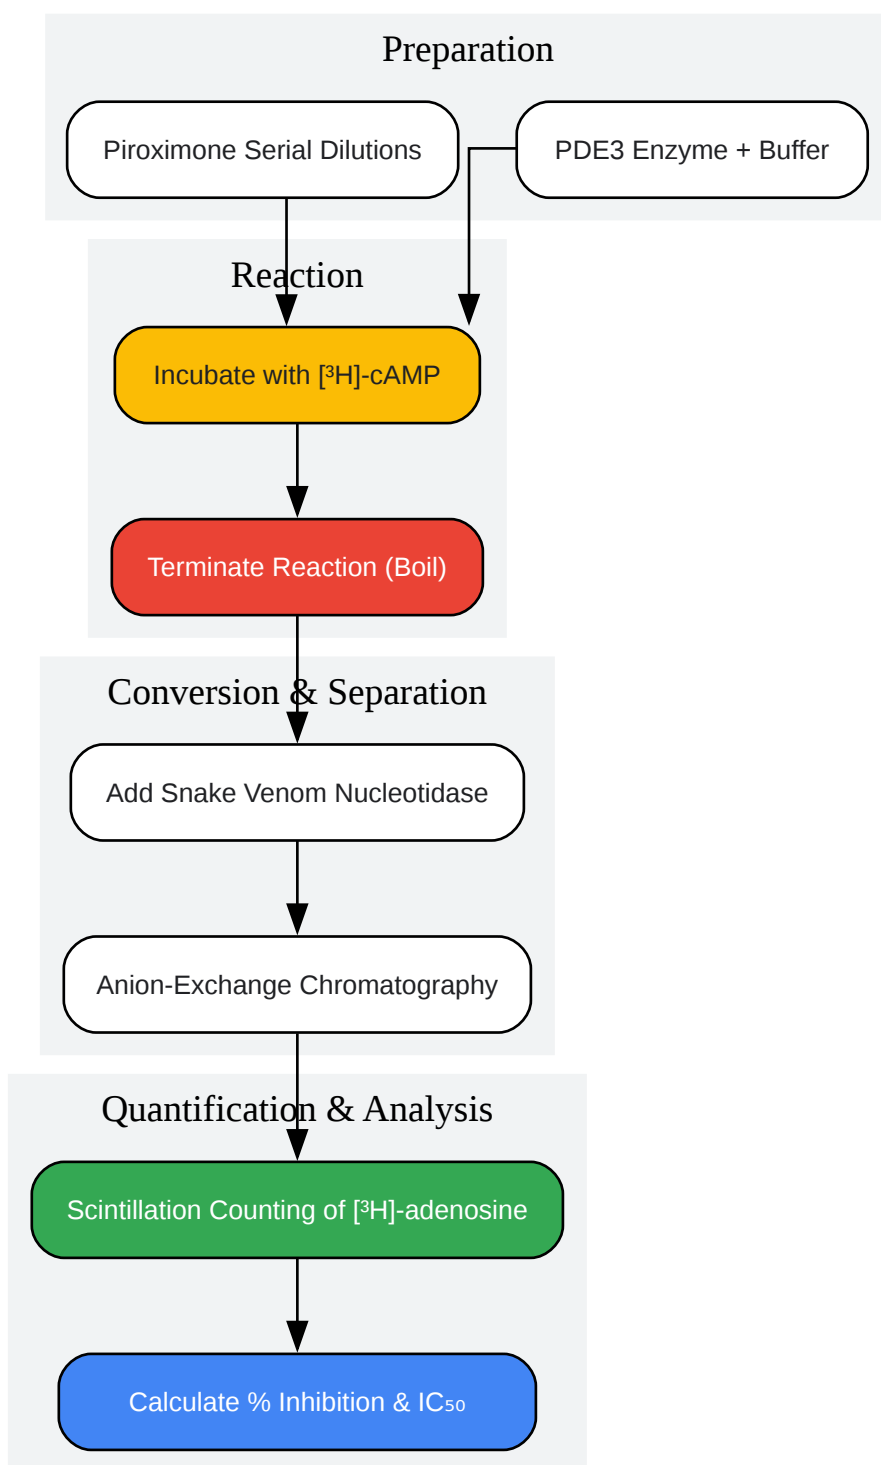 Preparation
Piroximone Serial Dilutions
PDE3 Enzyme + Buffer
Reaction
Incubate with [³H]-cAMP
Terminate Reaction (Boil)
Conversion & Separation
Add Snake Venom Nucleotidase
Anion-Exchange Chromatography
Quantification & Analysis
Scintillation Counting of [³H]-adenosine
Calculate % Inhibition & IC₅₀